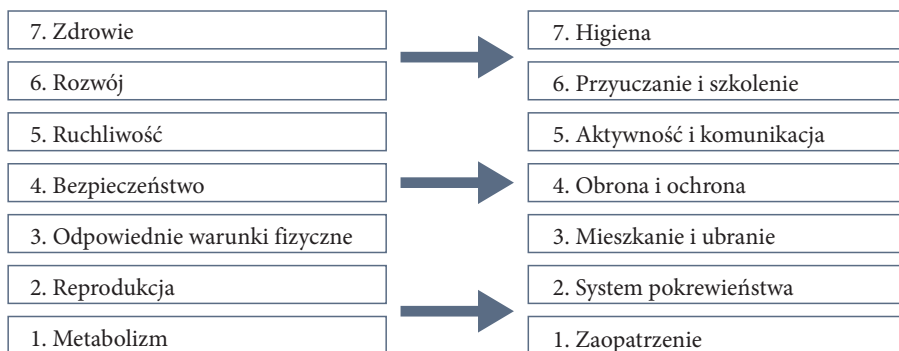 7. Zdrowie
6. Rozwój
5. Ruchliwość
4. Bezpieczeństwo
3. Odpowiednie warunki fizyczne
2. Reprodukcja
1. Metabolizm
7. Higiena
6. Przyuczanie i szkolenie
5. Aktywność i komunikacja
4. Obrona i ochrona
3. Mieszkanie i ubranie
2. System pokrewieństwa
1. Zaopatrzenie